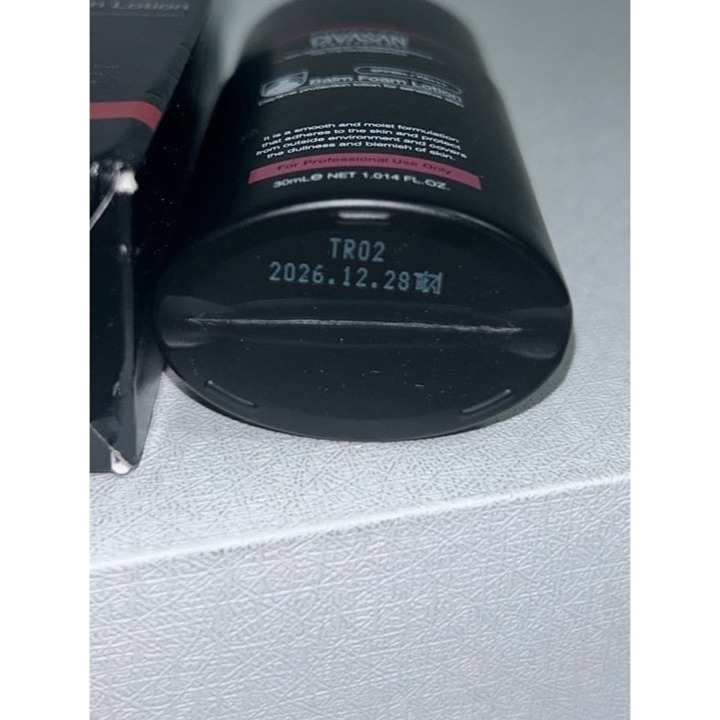 Lotion
CIVASAN
Balm Foam Lotion
It is a smooth and moist formulation
that adheres to the skin and protect
from outside environment and covers
the dullness and blemish of skin.
For Professional Use Only
30mL℮ NET 1.014 FL.OZ.
TR02
2026.12.28